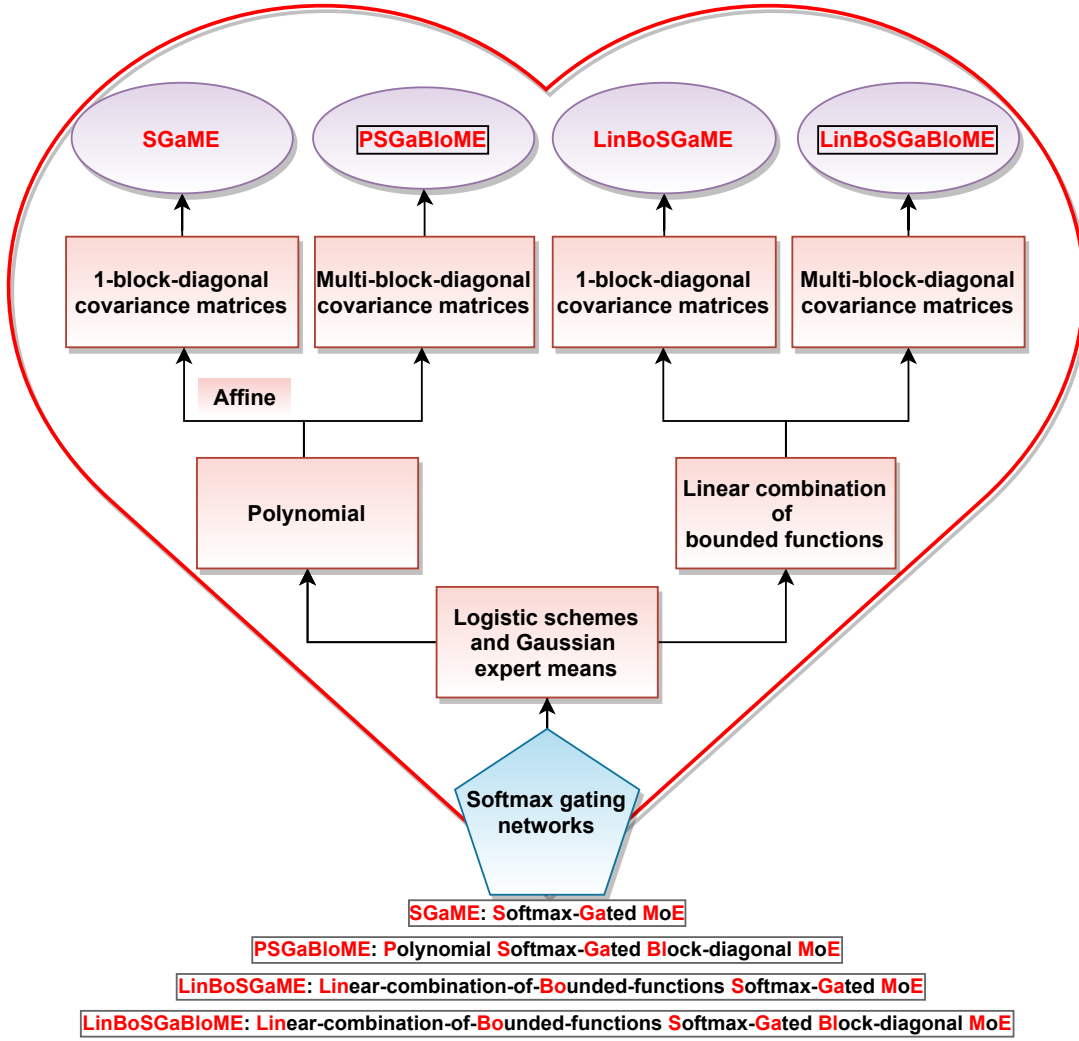 SGaME
PSGaBloME
LinBoSGaME
LinBoSGaBloME
1-block-diagonal
covariance matrices
Multi-block-diagonal
covariance matrices
1-block-diagonal
covariance matrices
Multi-block-diagonal
covariance matrices
Affine
Polynomial
Linear combination
of
bounded functions
Logistic schemes
and Gaussian
expert means
Softmax gating
networks
SGaME: Softmax-Gated MoE
PSGaBloME: Polynomial Softmax-Gated Block-diagonal MoE
LinBoSGaME: Linear-combination-of-Bounded-functions Softmax-Gated MoE
LinBoSGaBloME: Linear-combination-of-Bounded-functions Softmax-Gated Block-diagonal MoE